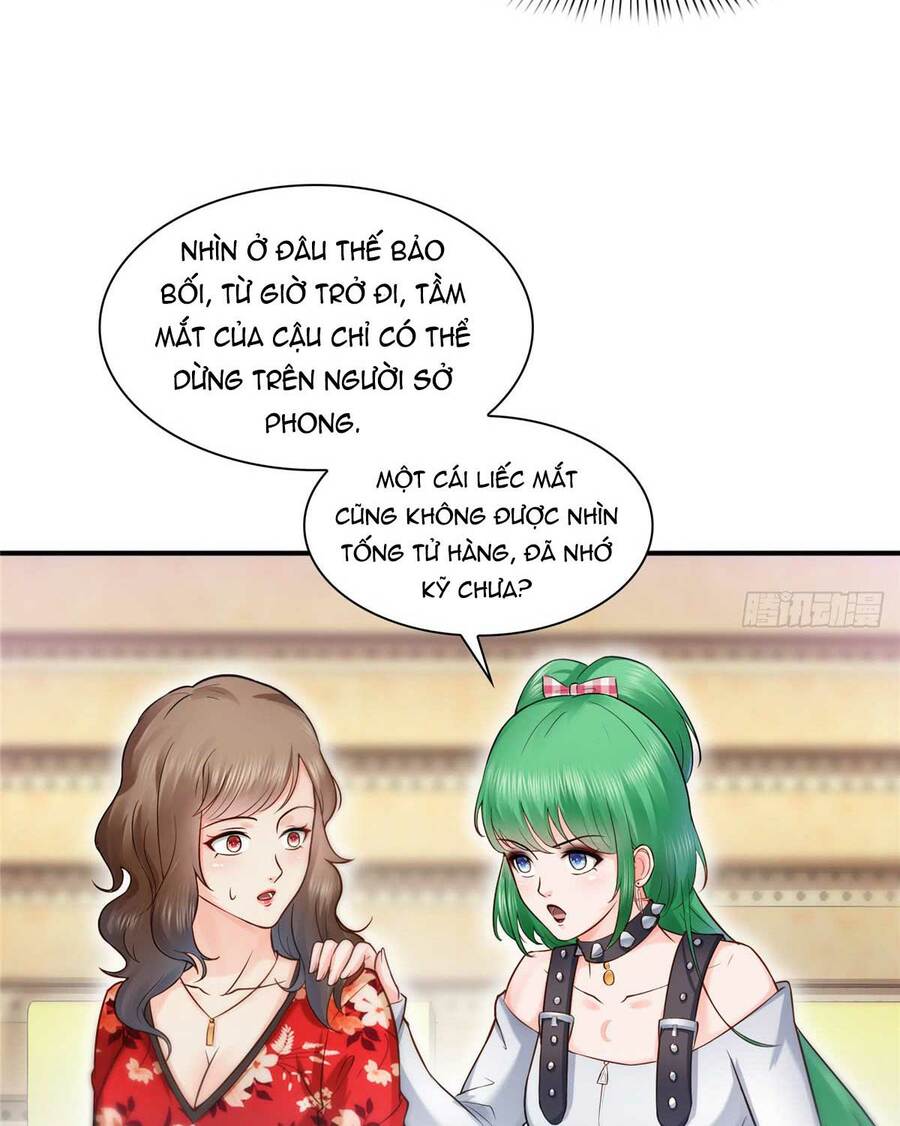 NHÌN Ở ĐÂU THẾ BẢO
BỐI, TỪ GIỜ TRỞ ĐI, TẦM
MẮT CỦA CẬU CHỈ CÓ THỂ
DỪNG TRÊN NGƯỜI SỞ
PHONG.
MỘT CÁI LIẾC MẮT
CŨNG KHÔNG ĐƯỢC NHÌN
TỐNG TỬ HÀNG, ĐÃ NHỚ
KỸ CHƯA?
腾讯动漫